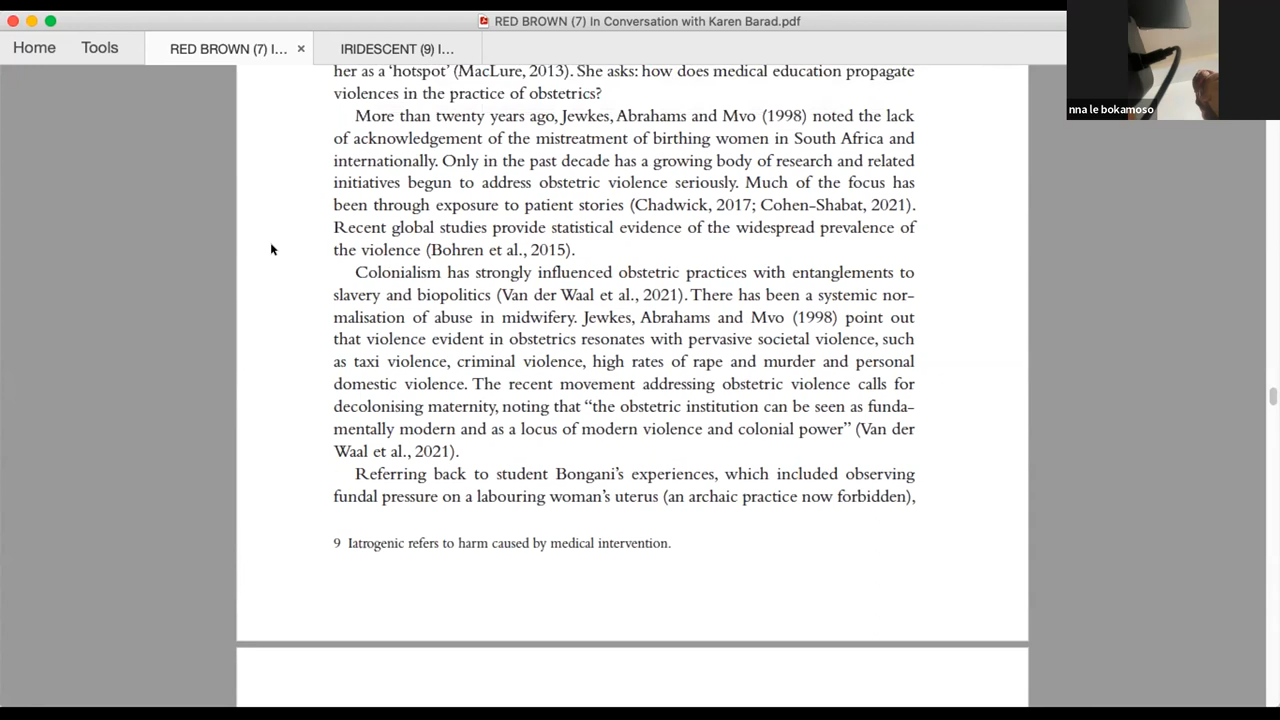 RED BROWN (7) In Conversation with Karen Barad.pdf
Home
Tools
RED BROWN (7) I...
×
IRIDESCENT (9) I...
nna le bokamoso
her as a ‘hotspot’ (MacLure, 2013). She asks: how does medical education propagate
violences in the practice of obstetrics?
More than twenty years ago, Jewkes, Abrahams and Mvo (1998) noted the lack
of acknowledgement of the mistreatment of birthing women in South Africa and
internationally. Only in the past decade has a growing body of research and related
initiatives begun to address obstetric violence seriously. Much of the focus has
been through exposure to patient stories (Chadwick, 2017; Cohen-Shabat, 2021).
Recent global studies provide statistical evidence of the widespread prevalence of
the violence (Bohren et al., 2015).
Colonialism has strongly influenced obstetric practices with entanglements to
slavery and biopolitics (Van der Waal et al., 2021). There has been a systemic nor-
malisation of abuse in midwifery. Jewkes, Abrahams and Mvo (1998) point out
that violence evident in obstetrics resonates with pervasive societal violence, such
as taxi violence, criminal violence, high rates of rape and murder and personal
domestic violence. The recent movement addressing obstetric violence calls for
decolonising maternity, noting that “the obstetric institution can be seen as funda-
mentally modern and as a locus of modern violence and colonial power” (Van der
Waal et al., 2021).
Referring back to student Bongani’s experiences, which included observing
fundal pressure on a labouring woman’s uterus (an archaic practice now forbidden),
9 Iatrogenic refers to harm caused by medical intervention.